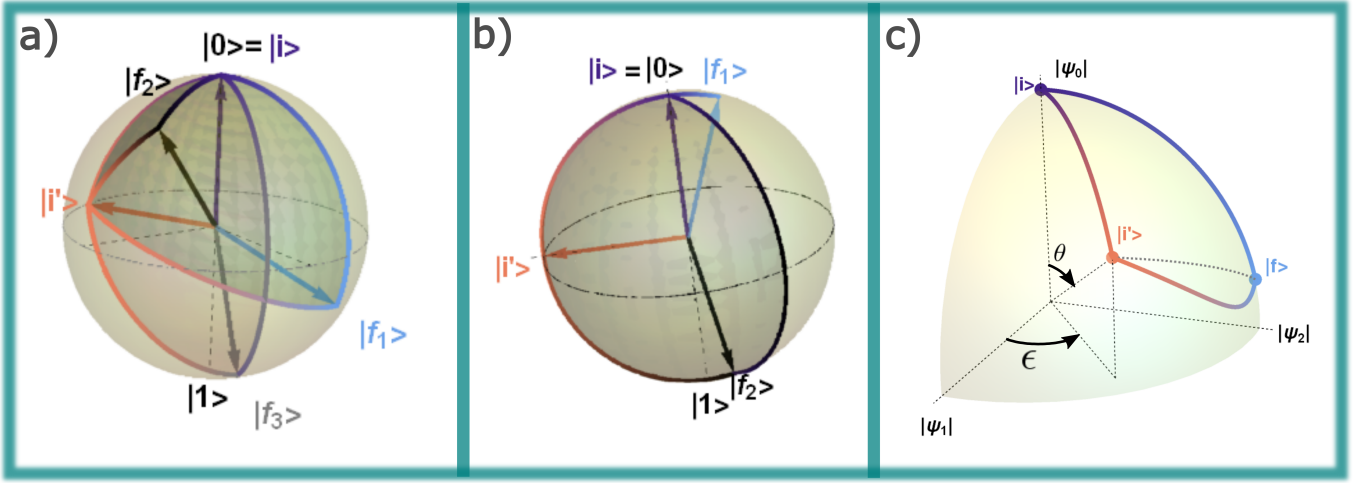 a)
|0>= |i>
|f₂>
|i'>
|f₁>
|1>
|f₃>
b)
|i> =|0>
|f₁>
|i'>
|1>
|f₂>
c)
|i>
|ψ₀|
|i'>
θ
|f>
|ψ₂|
ϵ
|ψ₁|